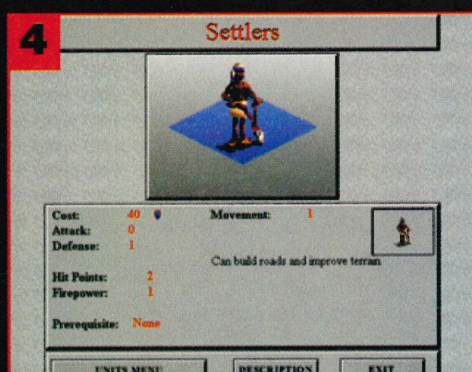 4
Settlers
Cost: 40 Movement: 1
Attack: 0
Defense: 1
Can build roads and improve terrain.
Hit Points: 2
Firepower: 1
Prerequisite: None
UNITS MENU DESCRIPTION EXIT